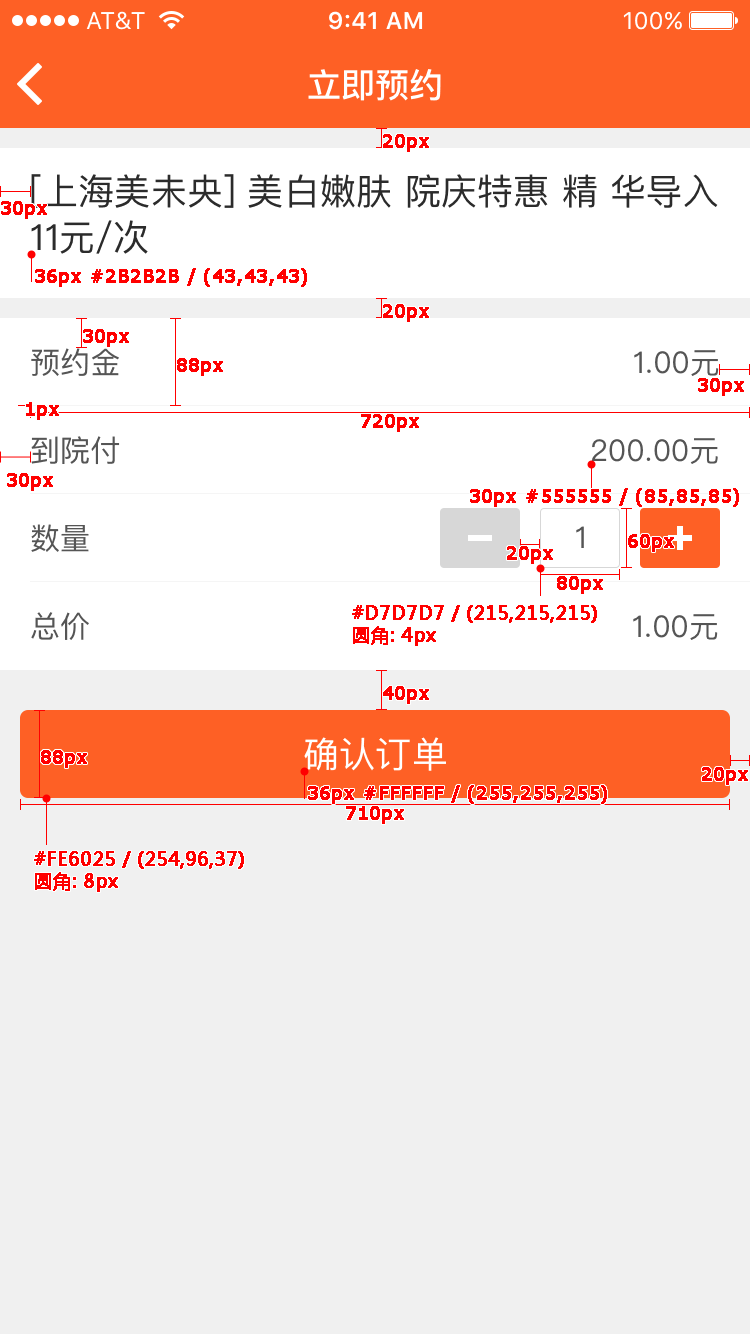 AT&T 9:41 AM 100%
立即预约
20px
[上海美未央] 美白嫩肤 院庆特惠 精 华导入
30px
11元/次
36px #2B2B2B / (43,43,43)
20px
30px
预约金 88px 1.00元
30px
1px
720px
到院付 200.00元
30px
30px #555555 / (85,85,85)
数量 1 60px
20px
80px
#D7D7D7 / (215,215,215)
总价 1.00元
圆角: 4px
40px
确认订单
88px
20px
36px #FFFFFF / (255,255,255)
710px
#FE6025 / (254,96,37)
圆角: 8px